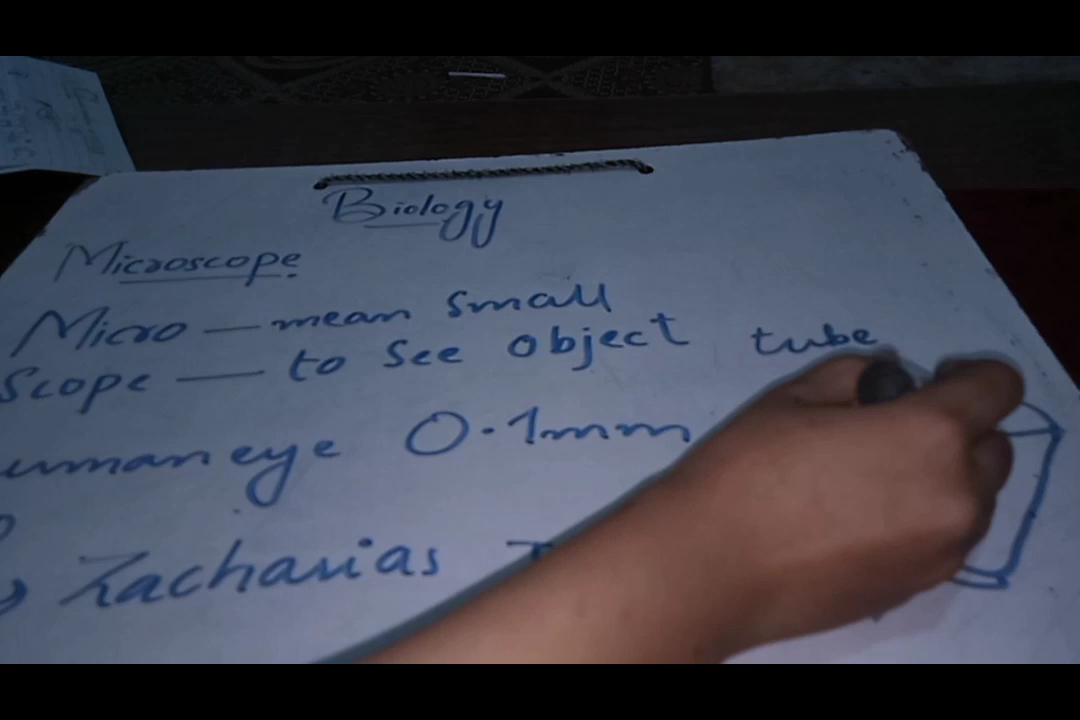 Biology
Microscope
Micro — mean small
Scope — to see object
tube
umaneye 0.1mm
Zacharias